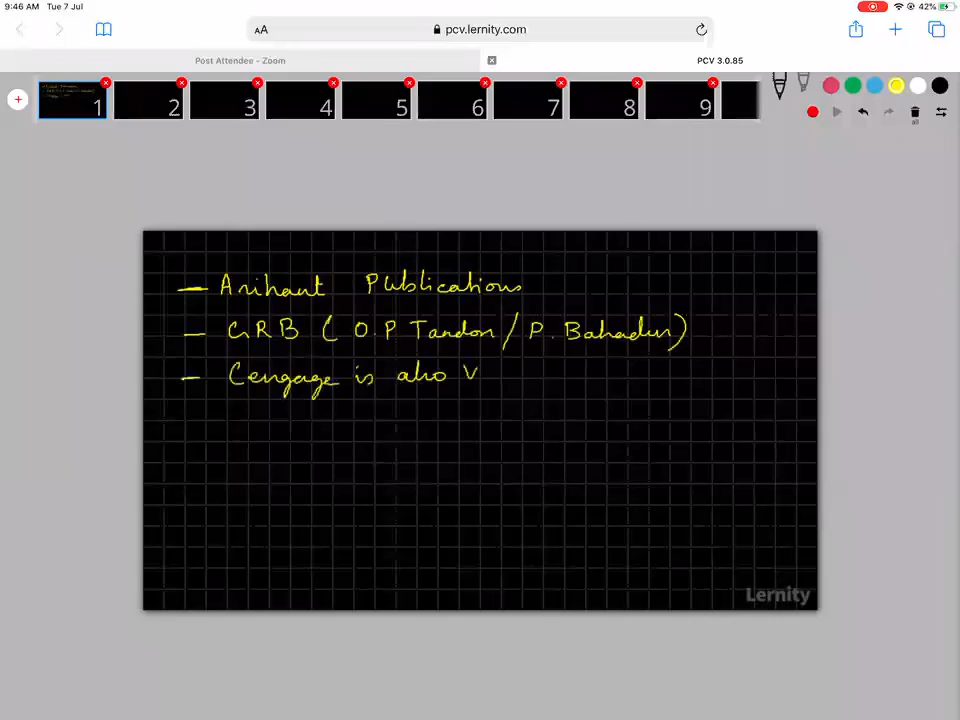 9:46 AM Tue 7 Jul
42%
AA
pcv.lernity.com
Post Attendee - Zoom
PCV 3.0.85
1 2 3 4 5 6 7 8 9
all
— Arihant Publications
— GRB ( O.P Tandon / P. Bahadur)
— Cengage is also v
Lernity